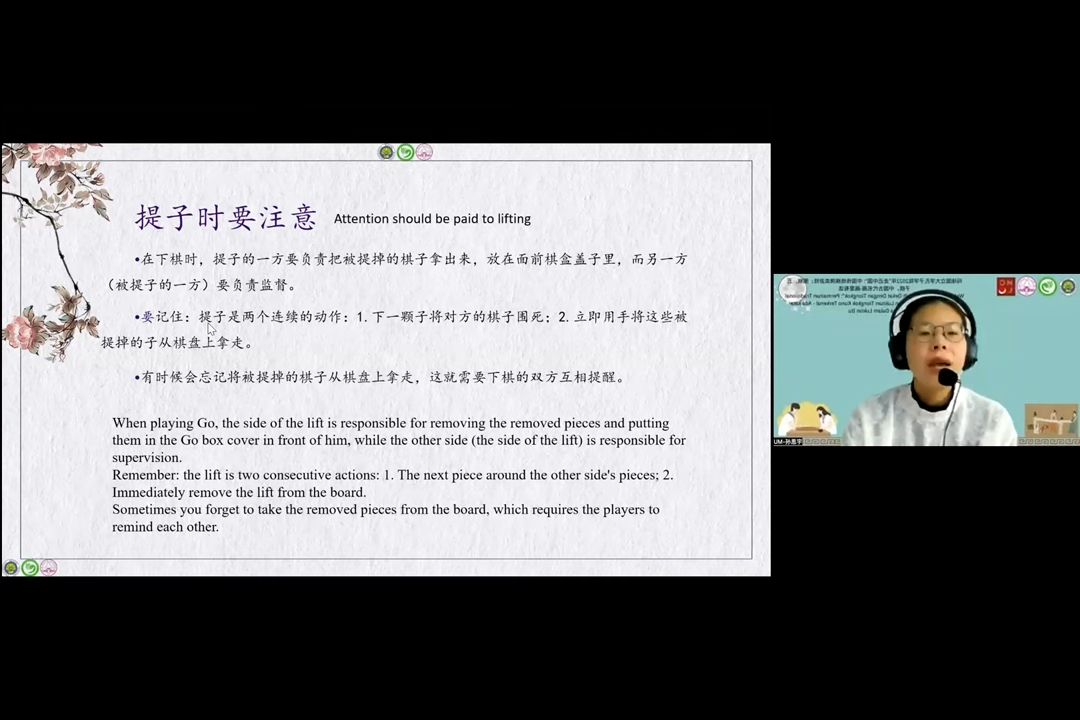 提子时要注意 Attention should be paid to lifting
•在下棋时，提子的一方要负责把被提掉的棋子拿出来，放在面前棋盒盖子里，而另一方
（被提子的一方）要负责监督。
•要记住：提子是两个连续的动作：1.下一颗子将对方的棋子围死；2.立即用手将这些被
提掉的子从棋盘上拿走。
•有时候会忘记将被提掉的棋子从棋盘上拿走，这就需要下棋的双方互相提醒。
When playing Go, the side of the lift is responsible for removing the removed pieces and putting
them in the Go box cover in front of him, while the other side (the side of the lift) is responsible for
supervision.
Remember: the lift is two consecutive actions: 1. The next piece around the other side's pieces; 2.
Immediately remove the lift from the board.
Sometimes you forget to take the removed pieces from the board, which requires the players to
remind each other.